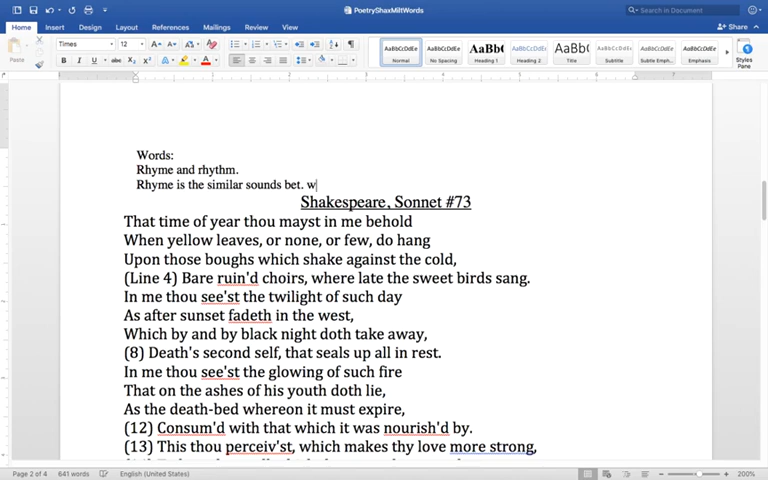 PoetryShaxMiltWords
Search in Document
Home Insert Design Layout References Mailings Review View
Share
Paste
Times 12
AaBbCcDdEe AaBbCcDdEe AaBbC AaBbCcDdE AaBb( AaBbCcDdEe AaBbCcDdEe AaBbCcDdEe
Normal No Spacing Heading 1 Heading 2 Title Subtitle Subtle Emph... Emphasis
Styles Pane
Words:
Rhyme and rhythm.
Rhyme is the similar sounds bet. w
Shakespeare, Sonnet #73
That time of year thou mayst in me behold
When yellow leaves, or none, or few, do hang
Upon those boughs which shake against the cold,
(Line 4) Bare ruin'd choirs, where late the sweet birds sang.
In me thou see'st the twilight of such day
As after sunset fadeth in the west,
Which by and by black night doth take away,
(8) Death's second self, that seals up all in rest.
In me thou see'st the glowing of such fire
That on the ashes of his youth doth lie,
As the death-bed whereon it must expire,
(12) Consum'd with that which it was nourish'd by.
(13) This thou perceiv'st, which makes thy love more strong,
Page 2 of 4 641 words English (United States) 200%